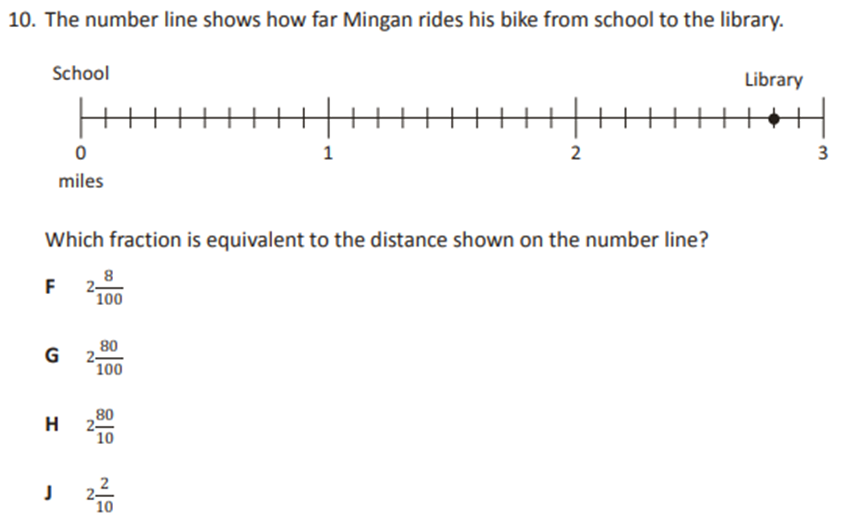 10. The number line shows how far Mingan rides his bike from school to the library.
School
Library
0 1 2 3
miles
Which fraction is equivalent to the distance shown on the number line?
F 2 8/100
G 2 80/100
H 2 80/10
J 2 2/10